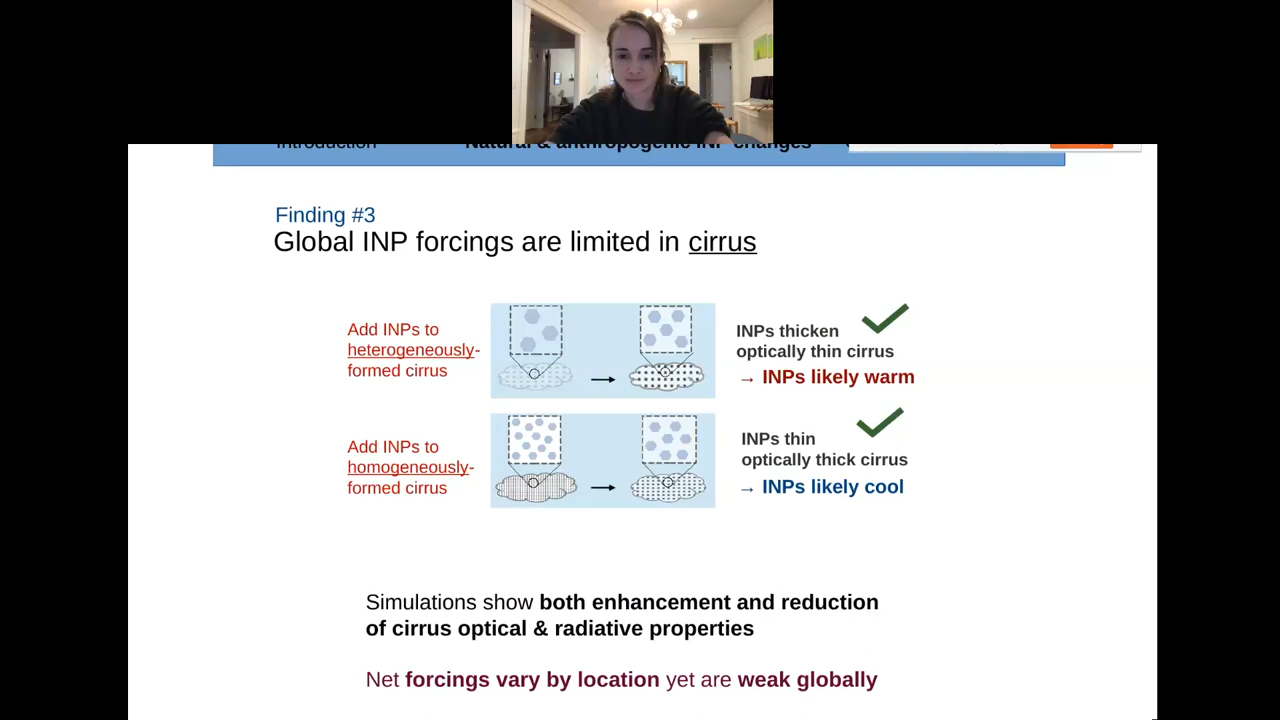 Introduction
Natural & anthropogenic INP changes
Finding #3
Global INP forcings are limited in cirrus
Add INPs to
heterogeneously-
formed cirrus
INPs thicken
optically thin cirrus
→ INPs likely warm
Add INPs to
homogeneously-
formed cirrus
INPs thin
optically thick cirrus
→ INPs likely cool
Simulations show both enhancement and reduction
of cirrus optical & radiative properties
Net forcings vary by location yet are weak globally